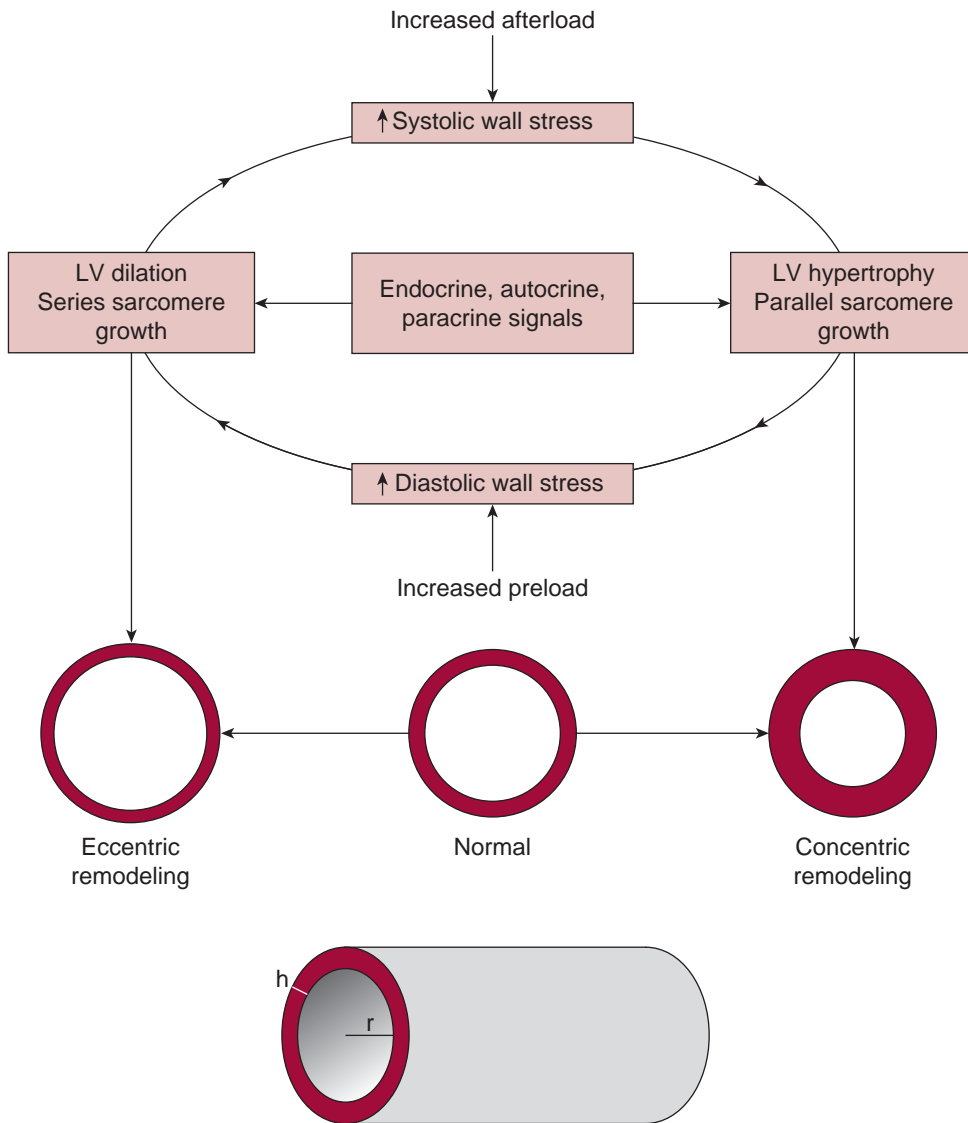 Increased afterload
↑ Systolic wall stress
LV dilation
Series sarcomere
growth
Endocrine, autocrine,
paracrine signals
LV hypertrophy
Parallel sarcomere
growth
↑ Diastolic wall stress
Increased preload
Eccentric
remodeling
Normal
Concentric
remodeling
h
r